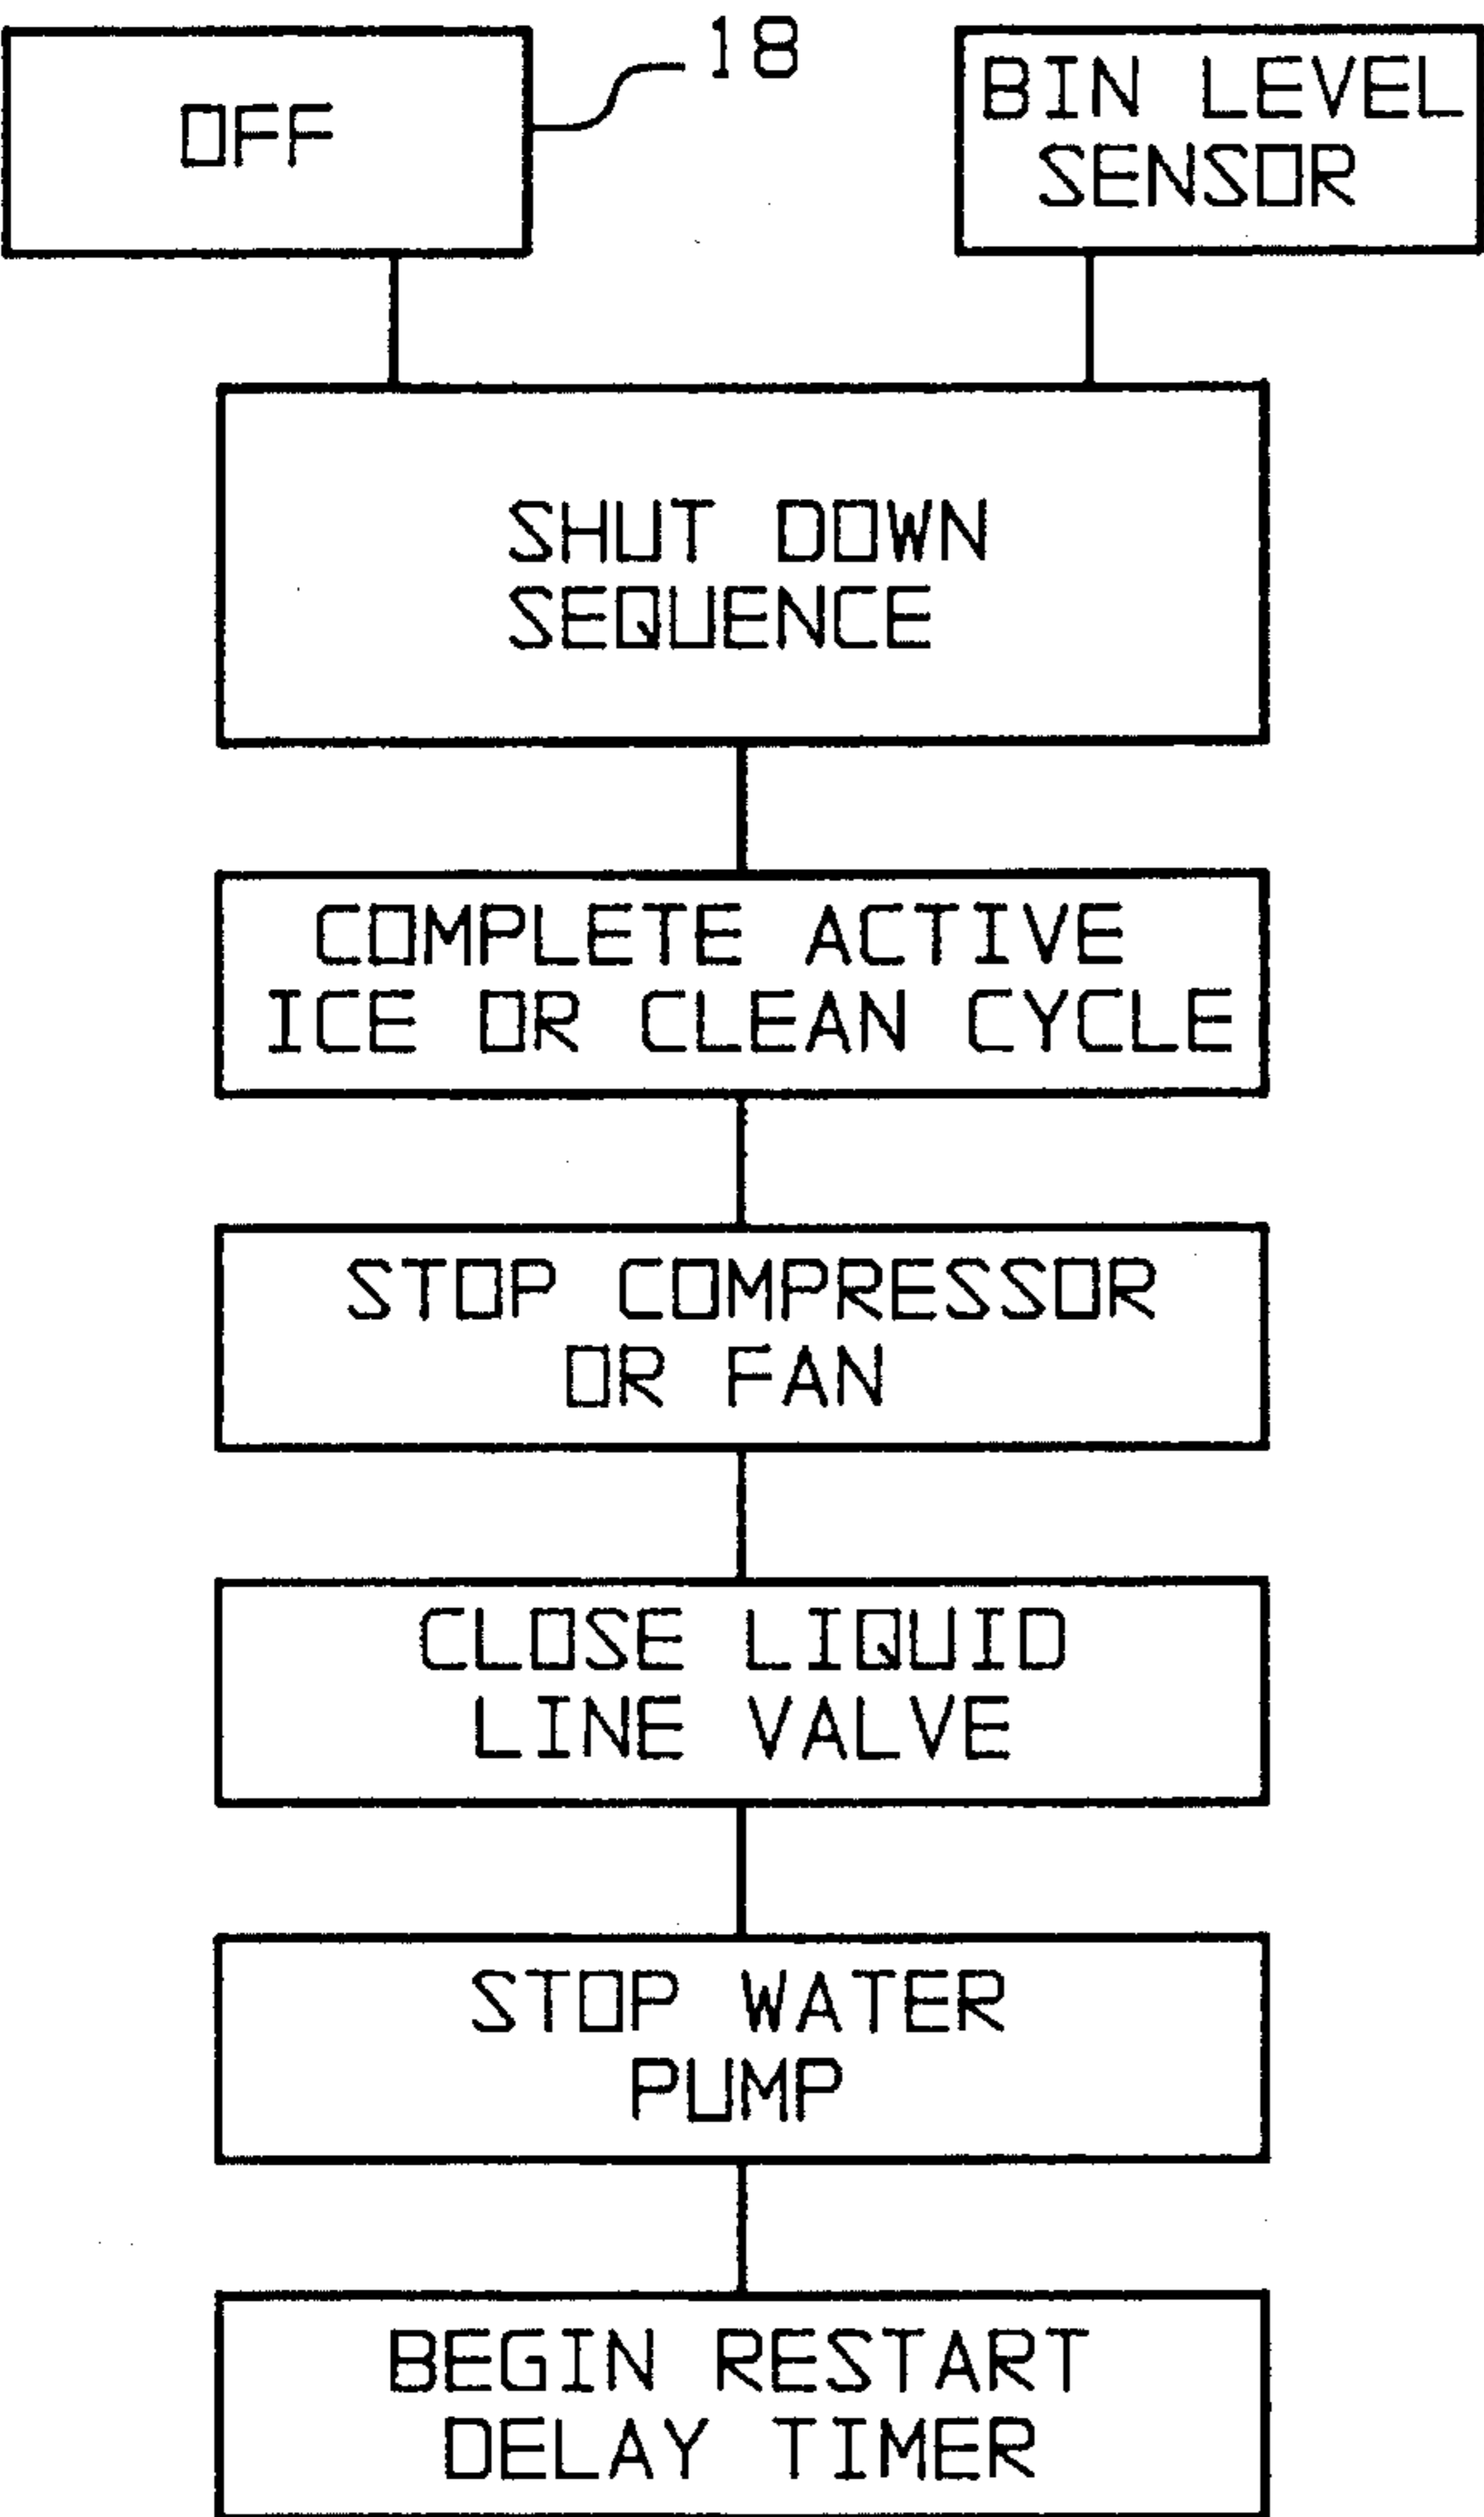 OFF
18
BIN LEVEL
SENSOR
SHUT DOWN
SEQUENCE
COMPLETE ACTIVE
ICE OR CLEAN CYCLE
STOP COMPRESSOR
OR FAN
CLOSE LIQUID
LINE VALVE
STOP WATER
PUMP
BEGIN RESTART
DELAY TIMER